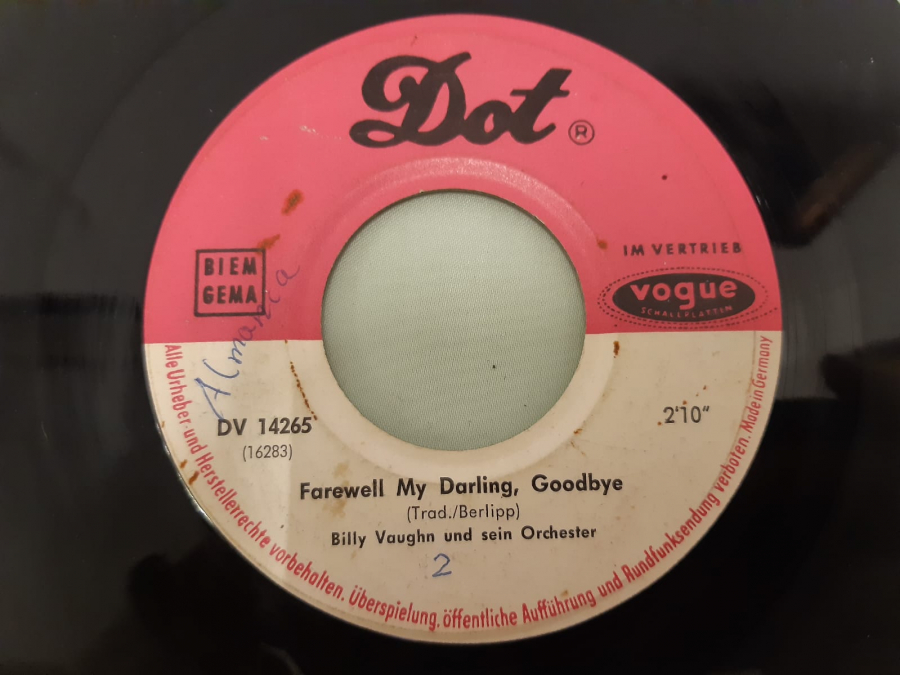 Dot ®
BIEM
GEMA
IM VERTRIEB
vogue
SCHALLPLATTEN
DV 14265
(16283)
2'10"
Farewell My Darling, Goodbye
(Trad./Berlipp)
Billy Vaughn und sein Orchester
2
Alle Urheber- und Herstellerrechte vorbehalten. Überspielung, öffentliche Aufführung und Rundfunksendung verboten. Made in Germany